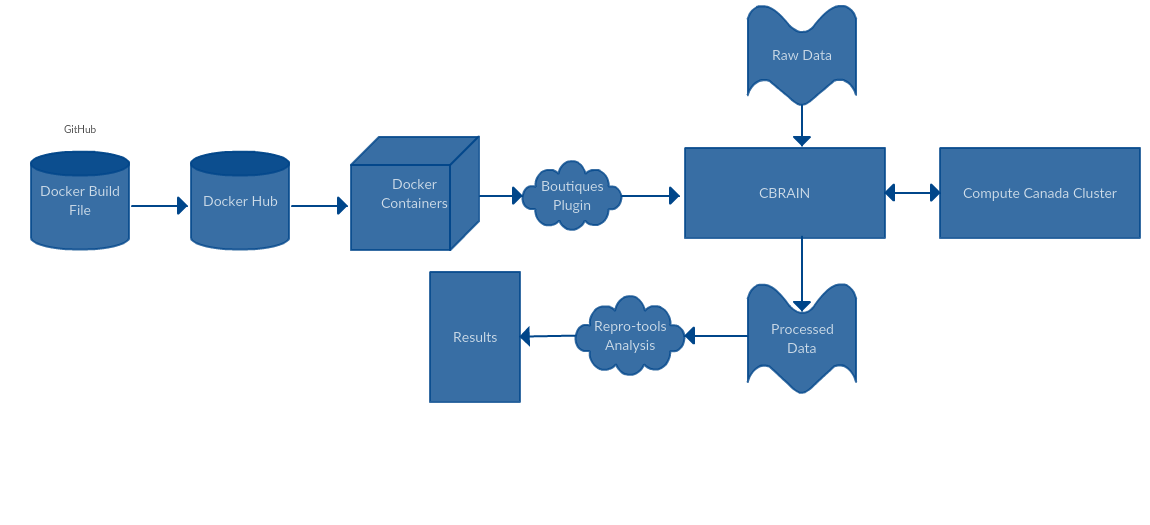 Raw Data
GitHub
Docker Build
File
Docker Hub
Docker
Containers
Boutiques
Plugin
CBRAIN
Compute Canada Cluster
Results
Repro-tools
Analysis
Processed
Data